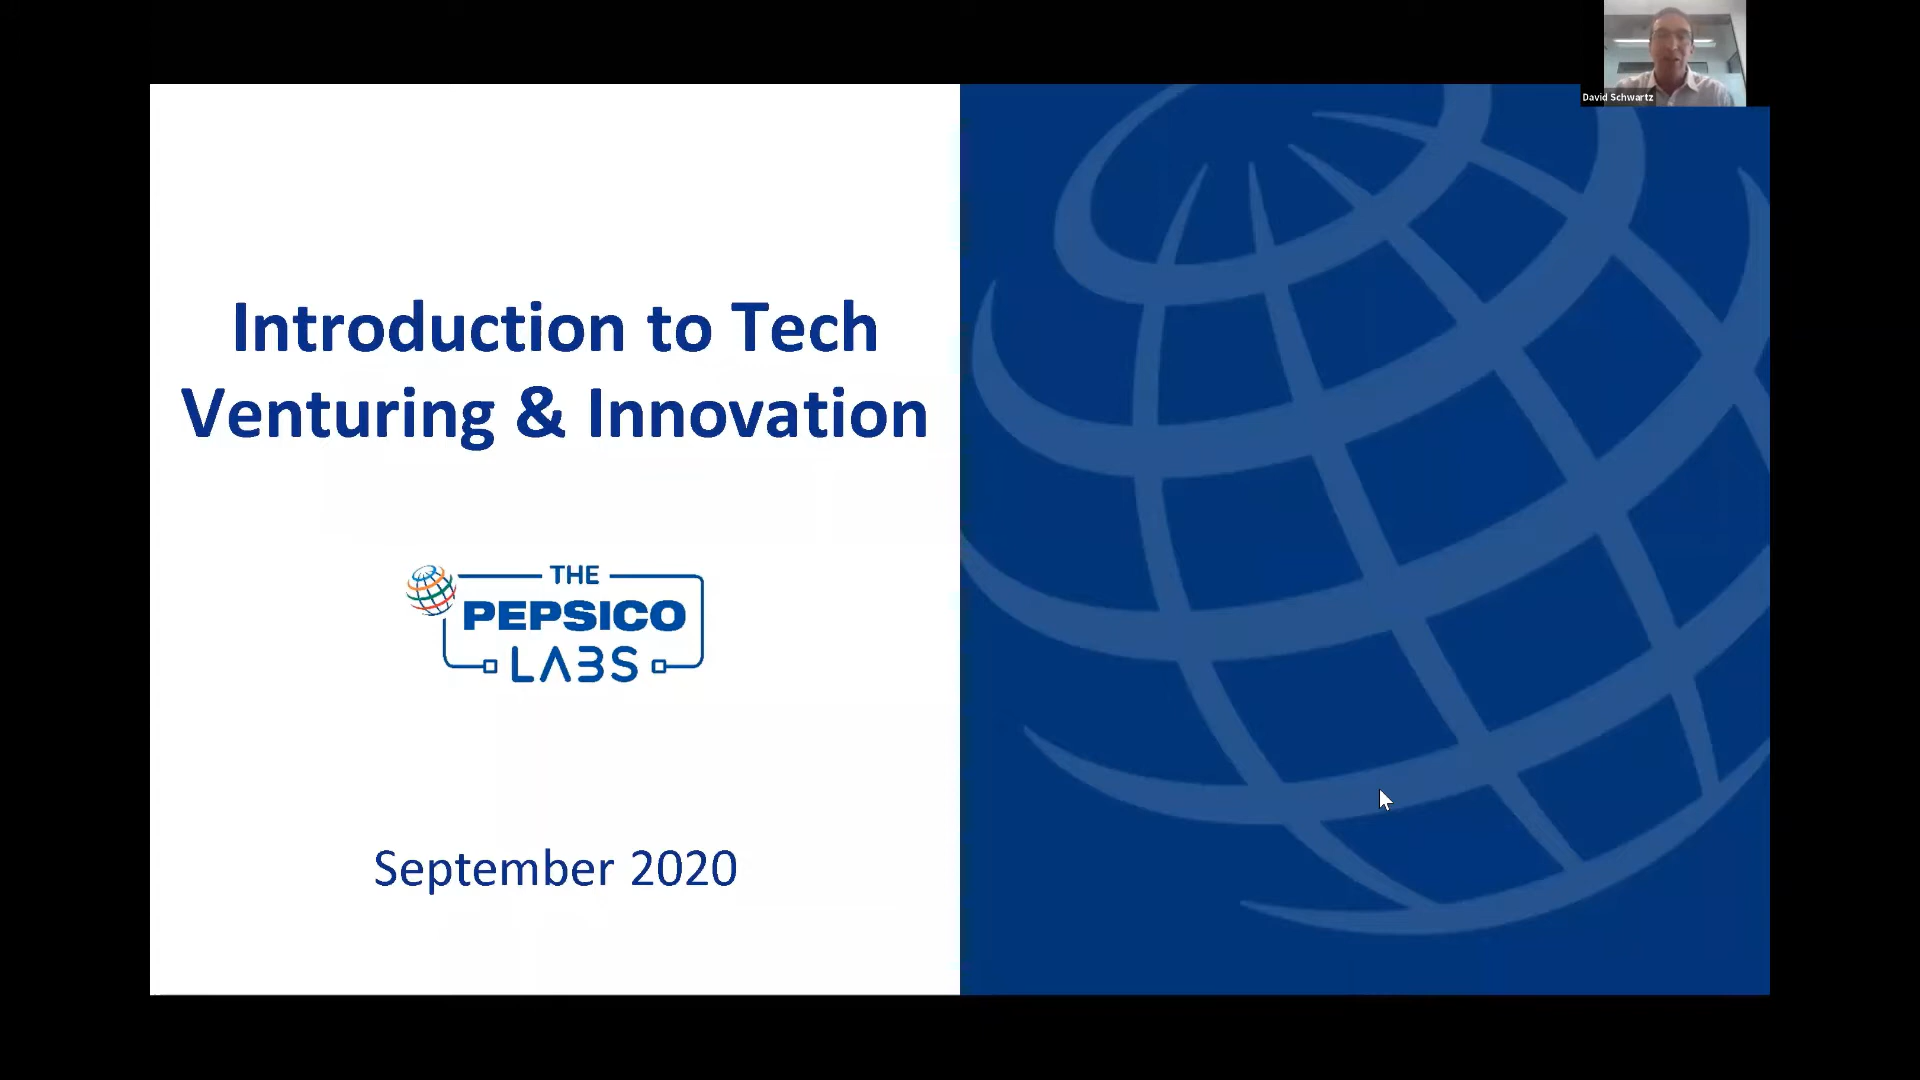 David Schwartz
Introduction to Tech
Venturing & Innovation
THE
PEPSICO
LABS
September 2020